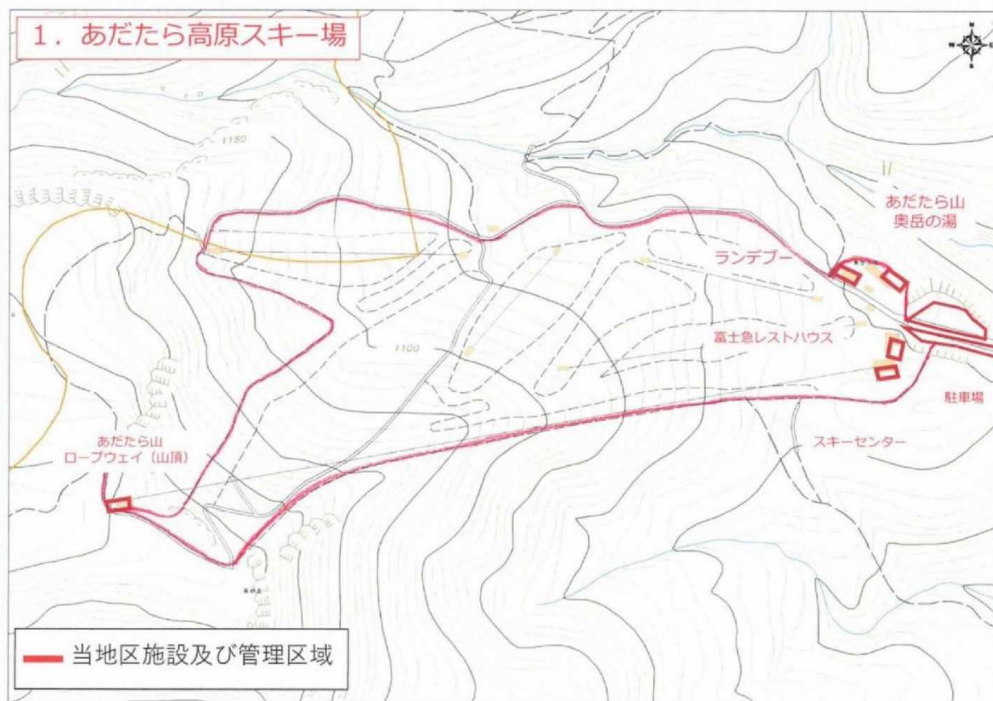 1．あだたら高原スキー場
N
W
S
1180
あだたら山
奥岳の湯
ランデブー
富士急レストハウス
1100
駐車場
スキーセンター
あだたら山
ロープウェイ（山頂）
当地区施設及び管理区域